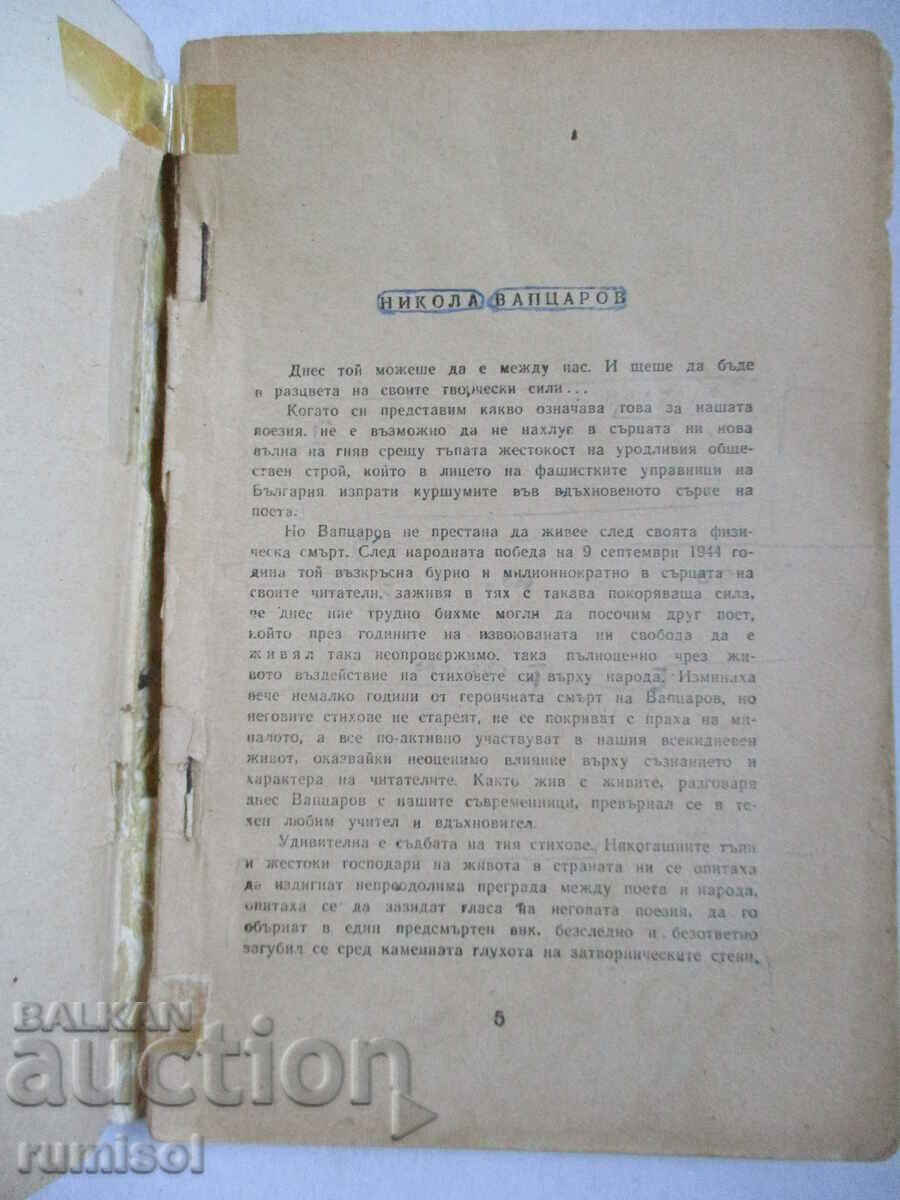 НИКОЛА ВАПЦАРОВ
Днес той можеше да е между нас. И щеше да бъде
в разцвета на своите творчески сили...
Когато си представим какво означава това за нашата
поезия, не е възможно да не нахлуе в сърцата ни нова
вълна на гняв срещу тъпата жестокост на уродливия обще-
ствен строй, който в лицето на фашистките управници на
България изпрати куршумите във вдъхновеното сърце на
поета.
Но Вапцаров не престана да живее след своята физи-
ческа смърт. След народната победа на 9 септември 1944 го-
дина той възкръсна бурно и милионнократно в сърцата на
своите читатели, заживя в тях с такава покоряваща сила,
че днес ние трудно бихме могли да посочим друг поет,
който през годините на извоюваната ни свобода да е
живял така неопровержимо, така пълноценно чрез жи-
вото въздействие на стиховете си върху народа. Изминаха
вече немалко години от героичната смърт на Вапцаров, но
неговите стихове не стареят, не се покриват с праха на ми-
налото, а все по-активно участвуват в нашия всекидневен
живот, оказвайки неоценимо влияние върху съзнанието и
характера на читателите. Както жив с живите, разговаря
днес Вапцаров с нашите съвременници, превърнал се в те-
хен любим учител и вдъхновител.
Удивителна е съдбата на тия стихове. Някогашните тъпи
и жестоки господари на живота в страната ни се опитаха
да издигнат непреодолима преграда между поета и народа,
опитаха се да зазидат гласа на неговата поезия, да го
обърнат в един предсмертен вик, безследно и безответно
загубил се сред каменната глухота на затворническите стени,
5
BALKAN
auction
rumisol